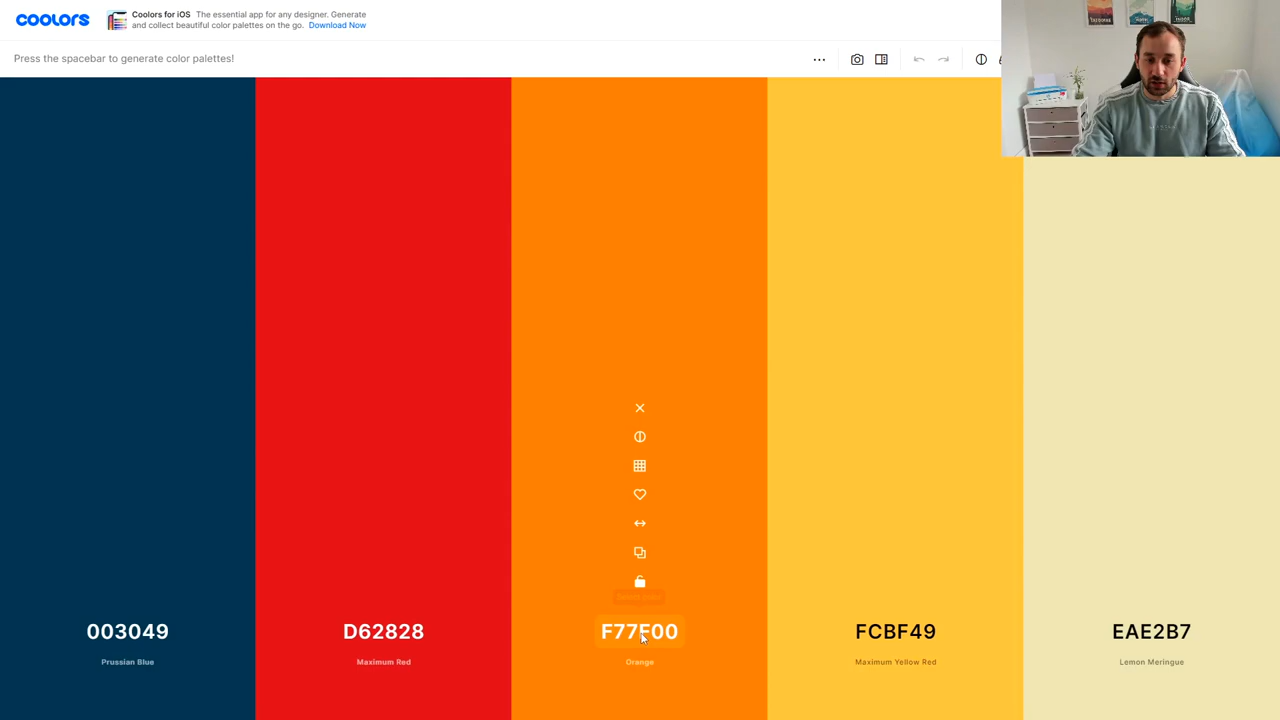 coolors
Coolors for iOS The essential app for any designer. Generate
and collect beautiful color palettes on the go. Download Now
Press the spacebar to generate color palettes!
003049
Prussian Blue
D62828
Maximum Red
F77F00
Orange
FCBF49
Maximum Yellow Red
EAE2B7
Lemon Meringue